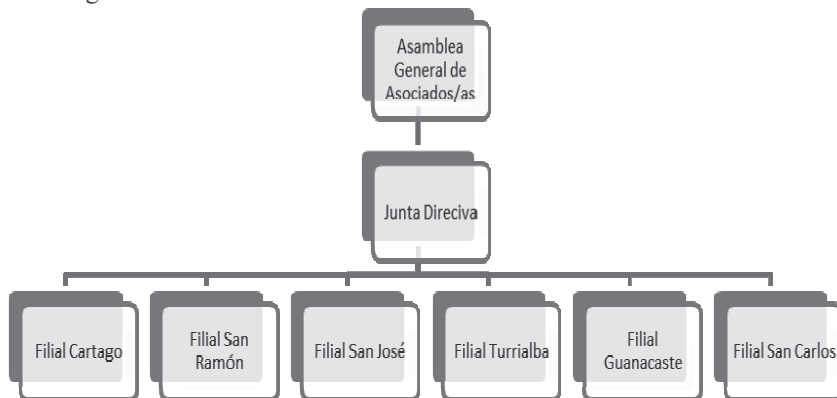 Asamblea
General de
Asociados/as
Junta Direciva
Filial Cartago
Filial San
Ramón
Filial San José
Filial Turrialba
Filial
Guanacaste
Filial San Carlos